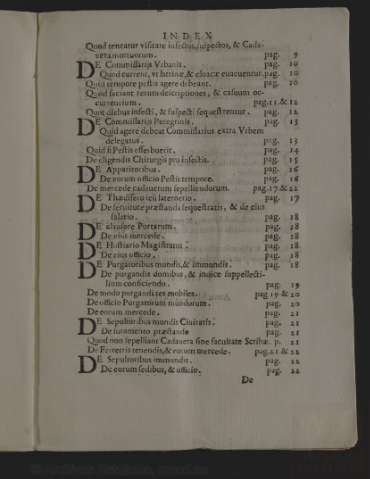 INDEX
Quod teneatur visitare infectos, suspectos, & Cada-
vera mortuorum. pag. 9
DE Commissarijs Vrbanis. pag. 10
Quod current, vt latrinæ, & cloacæ euacuentur. pag. 10
Quid tempore pestis agere debeant. pag. 10
Quod faciant rerum descriptiones, & casuum oc-
currentium. pag. 11 & 12
Quot diebus infecti, & suspecti sequestrentur. pag. 12
DE Commissarijs Peregrinis. pag. 13
Quid agere debeat Commissarius extra Vrbem
delegatus. pag. 13
Quid si Pestis esset pag. 14
De eligendis Chirurgis pro infectis. pag. 15
DE Apparitoribus. pag. 16
De eorum officio Pestis tempore. pag. 16
De mercede cadauerum sepeliendorum. pag. 17 & 22
DE seu laternerio. pag. 17
De seruitute præstanda sequestratis, & de eius
salario. pag. 18
DE clausore Portarum. pag. 18
De eius mercede. pag. 18
DE Hostiario Magistratus. pag. 18
De eius officio. pag. 18
DE Purgatoribus mundis, & immundis. pag. 18
De purgandis domibus, & indice suppellecti-
lium conficiendo. pag. 19
De modo purgandi res mobiles. pag. 19 & 20
De officio Purgatorum mundorum. pag. 20
De eorum mercede. pag. 21
DE Sepultoribus mundis Ciuitatis. pag. 21
De iuramento præstando pag. 21
Quod non sepelliant Cadauera sine facultate Scribæ. p. 21
De Feretris tenendis, & eorum mercede. pag. 21 & 22
DE Sepultoribus immundis. pag. 22
De eorum sedibus, & officio. pag. 22
De